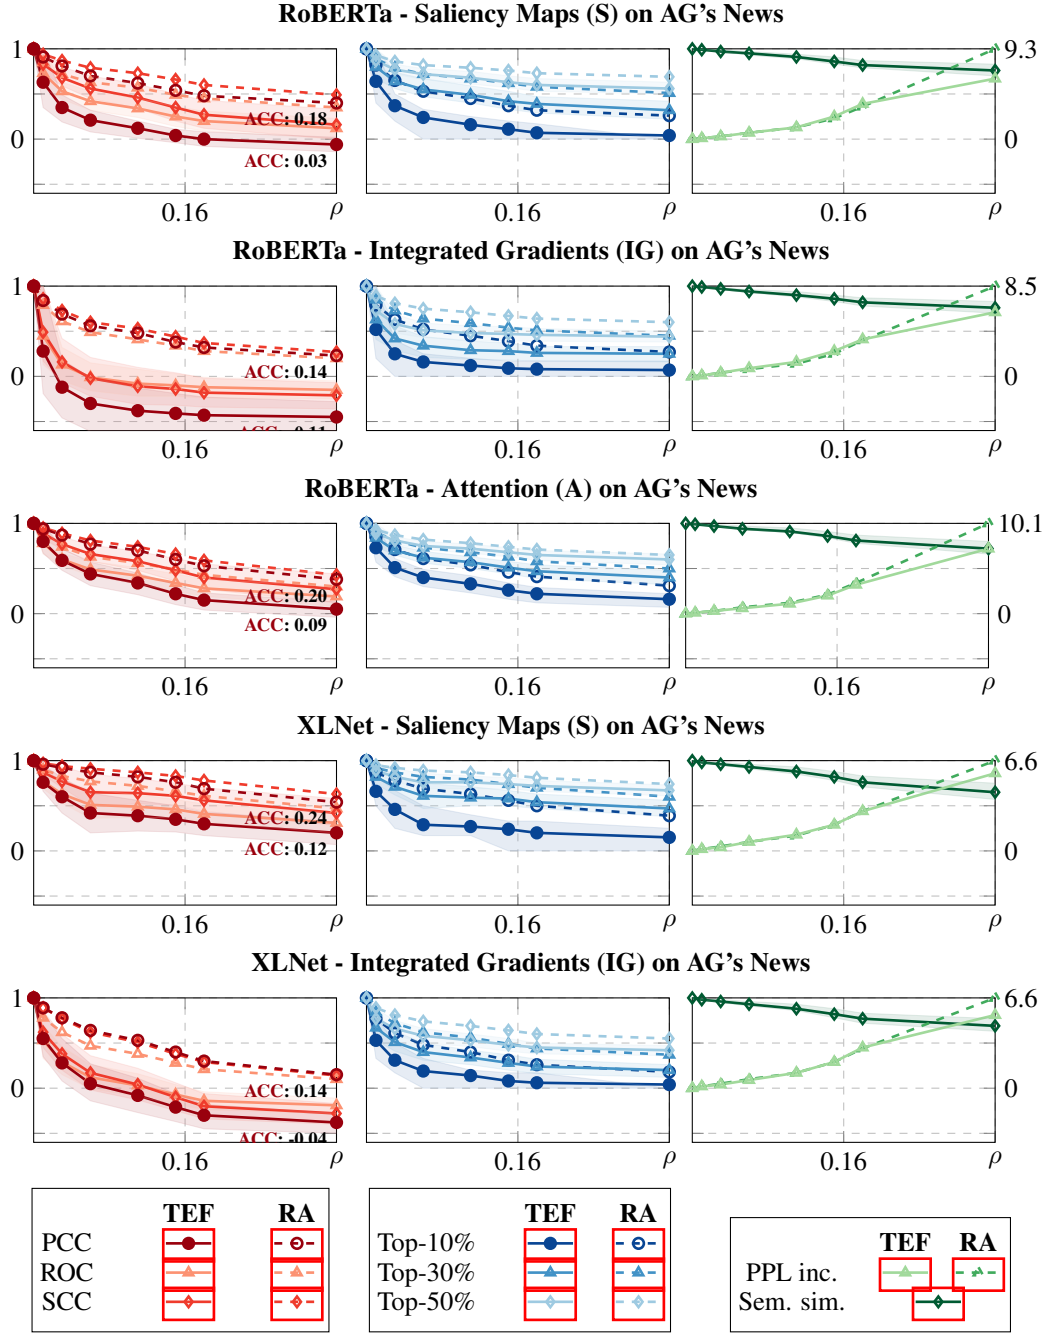 RoBERTa - Saliency Maps (S) on AG's News
1
0
ACC: 0.18
ACC: 0.03
0.16
ρ
0.16
ρ
9.3
0
0.16
ρ
RoBERTa - Integrated Gradients (IG) on AG's News
1
0
ACC: 0.14
0.16
ρ
0.16
ρ
8.5
0
0.16
ρ
RoBERTa - Attention (A) on AG's News
1
0
ACC: 0.20
ACC: 0.09
0.16
ρ
0.16
ρ
10.1
0
0.16
ρ
XLNet - Saliency Maps (S) on AG's News
1
0
ACC: 0.24
ACC: 0.12
0.16
ρ
0.16
ρ
6.6
0
0.16
ρ
XLNet - Integrated Gradients (IG) on AG's News
1
0
ACC: 0.14
ACC: -0.04
0.16
ρ
0.16
ρ
6.6
0
0.16
ρ
TEF RA
PCC
ROC
SCC
TEF RA
Top-10%
Top-30%
Top-50%
TEF RA
PPL inc.
Sem. sim.